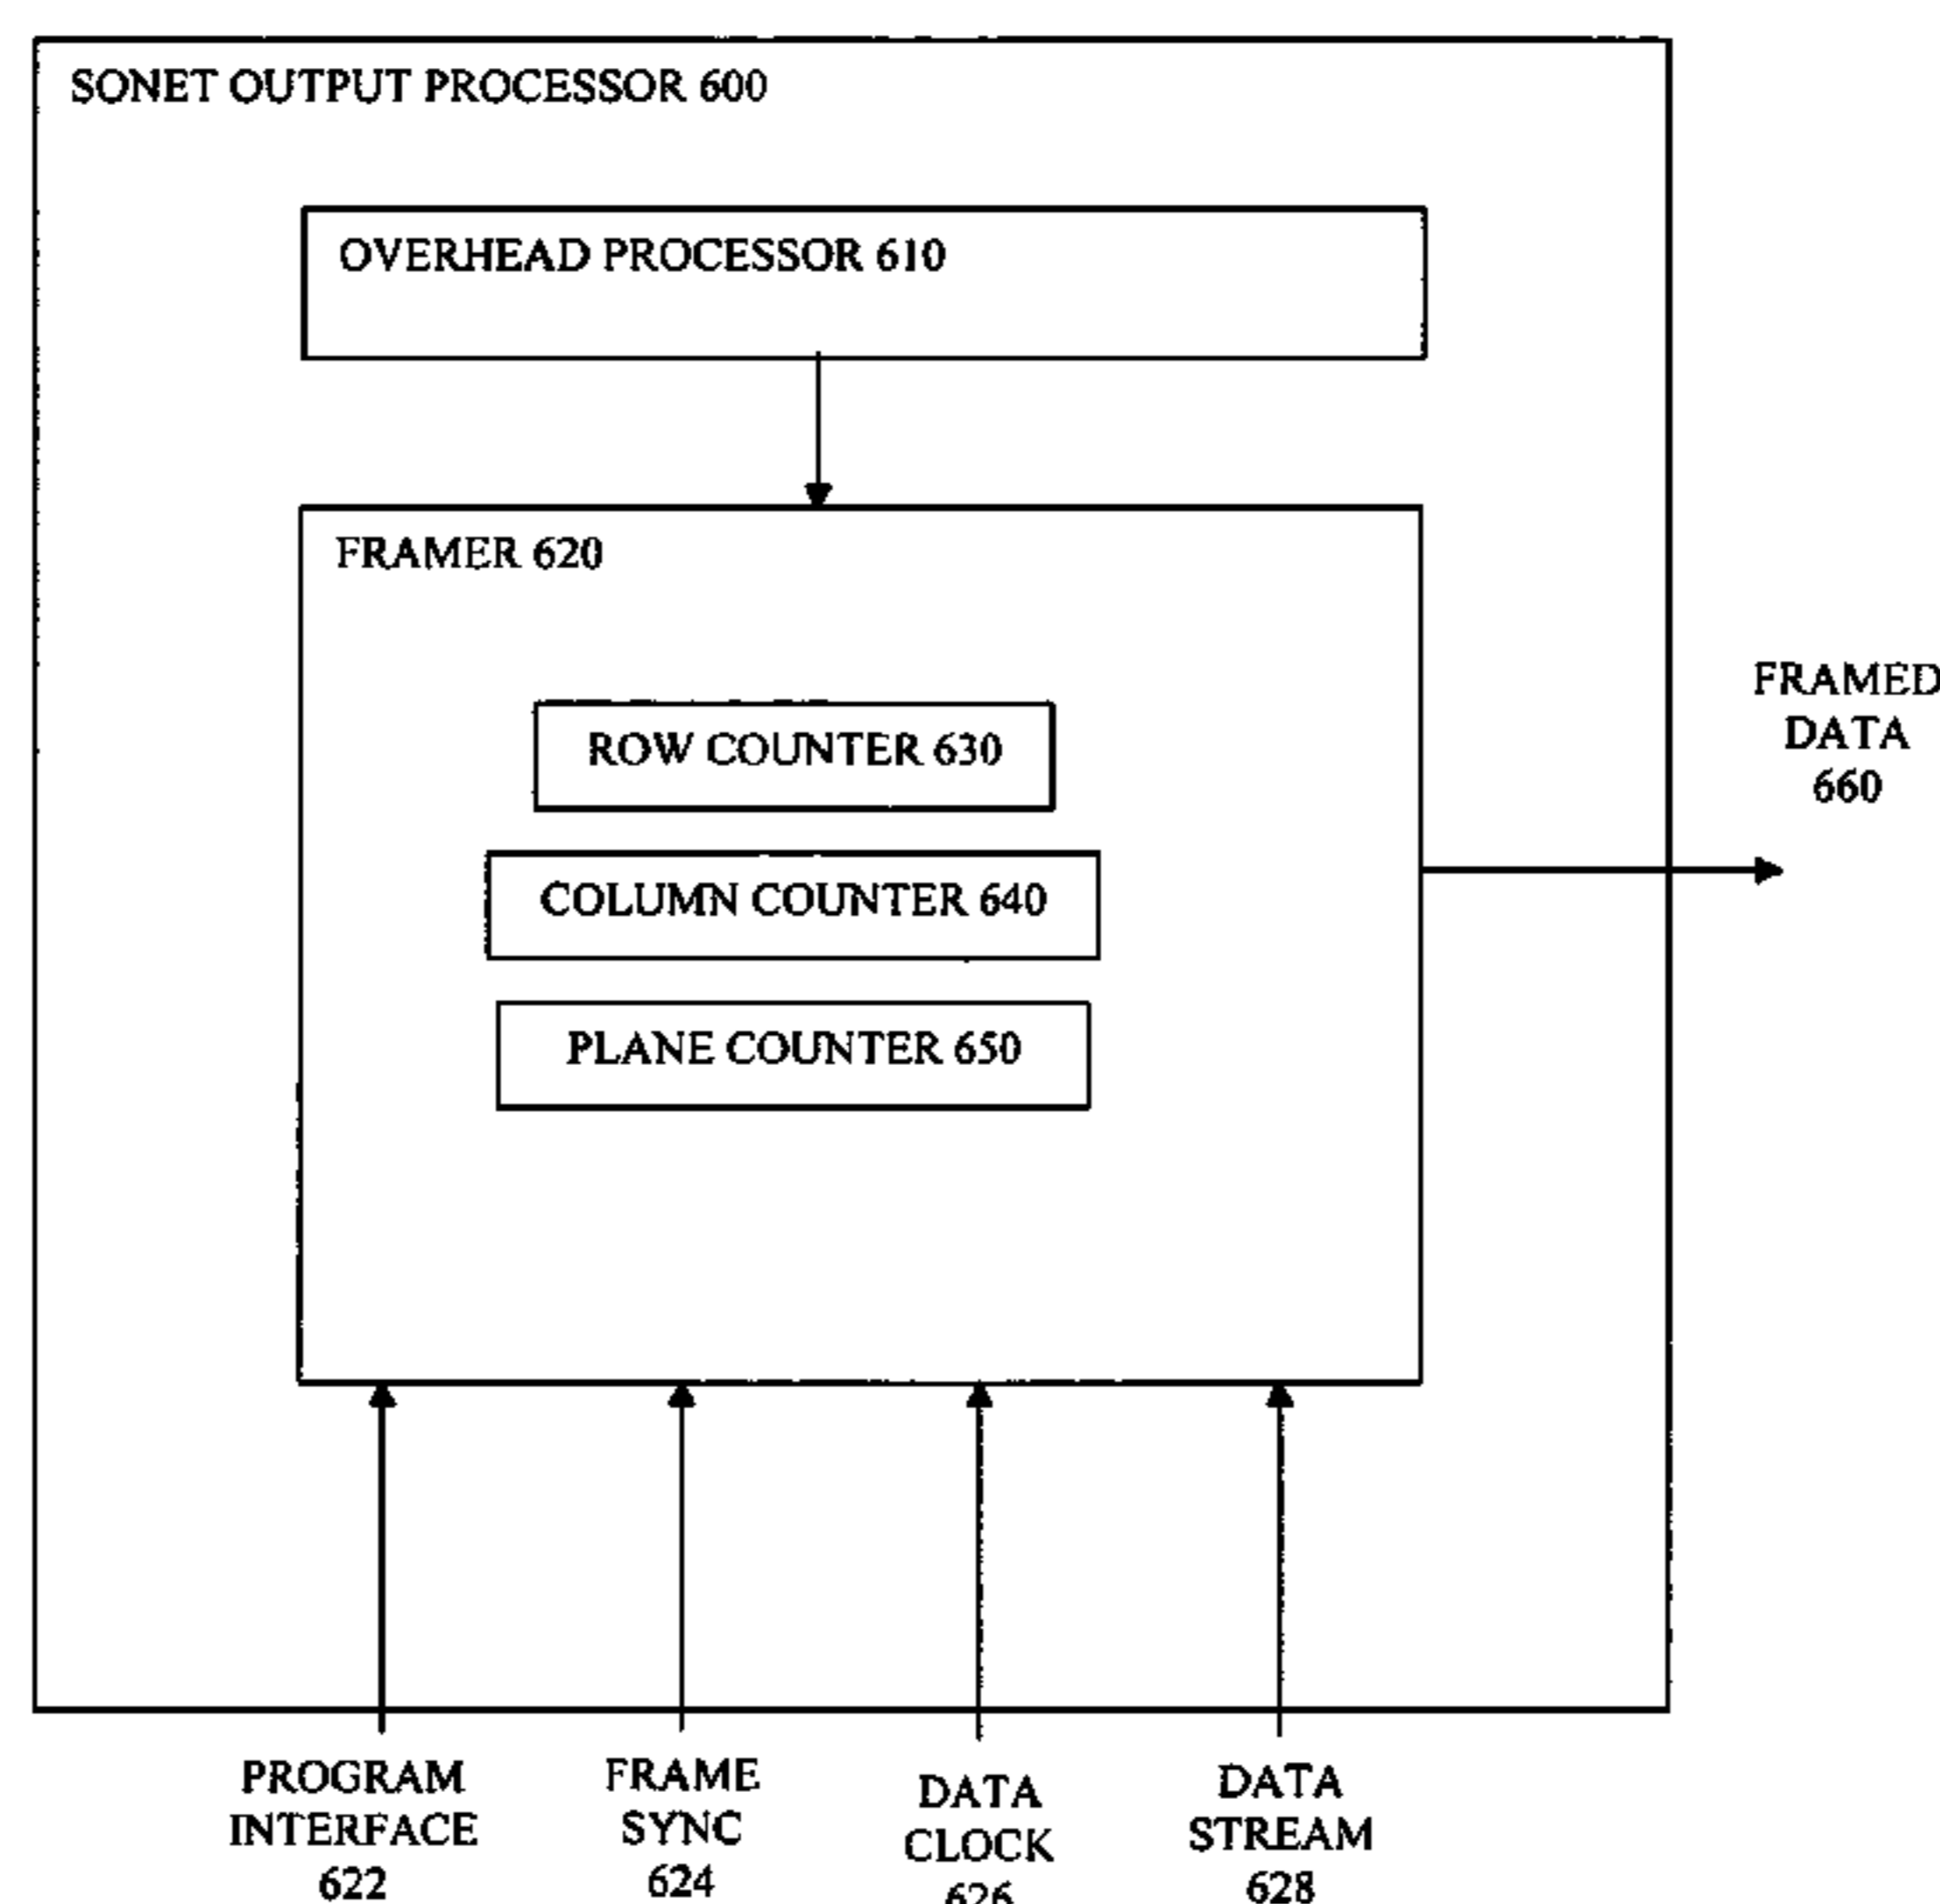 SONET OUTPUT PROCESSOR 600
OVERHEAD PROCESSOR 610
FRAMER 620
ROW COUNTER 630
COLUMN COUNTER 640
PLANE COUNTER 650
FRAMED
DATA
660
PROGRAM
INTERFACE
622
FRAME
SYNC
624
DATA
CLOCK
626
DATA
STREAM
628